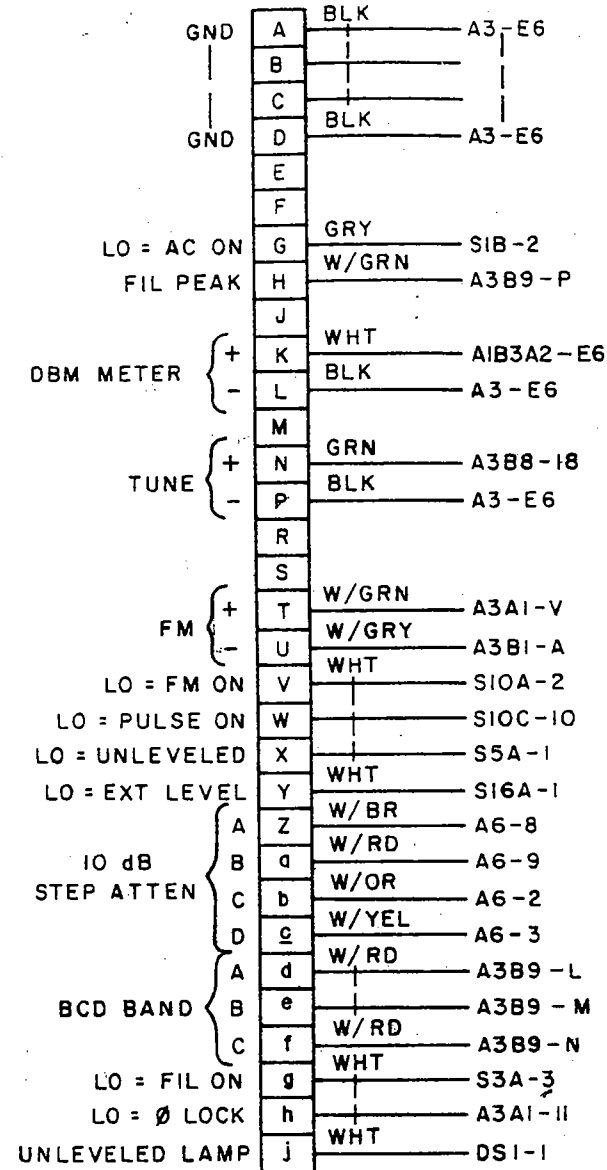 GND A BLK A3-E6
B
C
GND D BLK A3-E6
E
F
LO = AC ON G GRY S1B-2
FIL PEAK H W/GRN A3B9-P
J
DBM METER + K WHT A1B3A2-E6
- L BLK A3-E6
M
TUNE + N GRN A3B8-18
- P BLK A3-E6
R
S
FM + T W/GRN A3A1-V
- U W/GRY A3B1-A
LO = FM ON V WHT S10A-2
LO = PULSE ON W S10C-10
LO = UNLEVELED X S5A-1
LO = EXT LEVEL Y WHT S16A-1
10 dB STEP ATTEN A Z W/BR A6-8
B a W/RD A6-9
C b W/OR A6-2
D c W/YEL A6-3
BCD BAND A d W/RD A3B9-L
B e A3B9-M
C f W/RD A3B9-N
LO = FIL ON g WHT S3A-3
LO = Ø LOCK h A3A1-11
UNLEVELED LAMP j WHT DS1-1